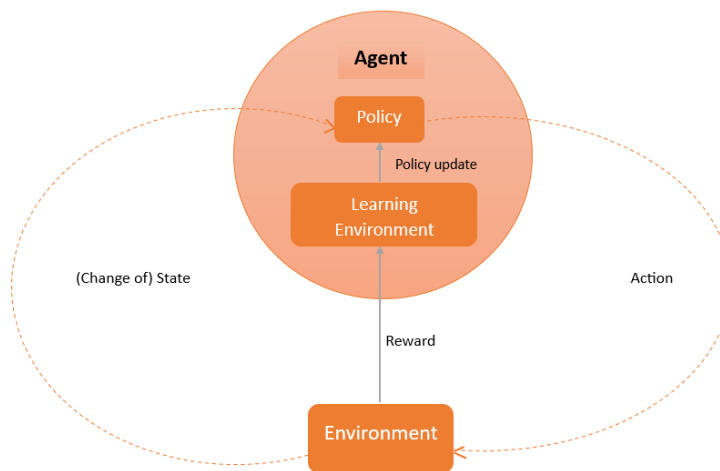 Agent
Policy
Policy update
Learning
Environment
(Change of) State
Action
Reward
Environment